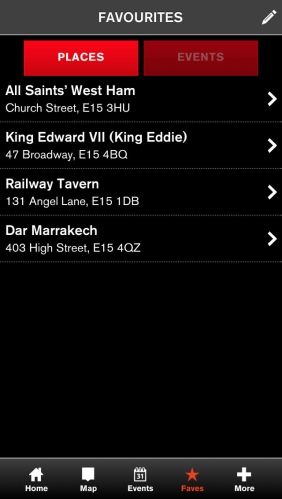 FAVOURITES
PLACES
EVENTS
All Saints' West Ham
Church Street, E15 3HU
King Edward VII (King Eddie)
47 Broadway, E15 4BQ
Railway Tavern
131 Angel Lane, E15 1DB
Dar Marrakech
403 High Street, E15 4QZ
31
Home Map Events Faves More